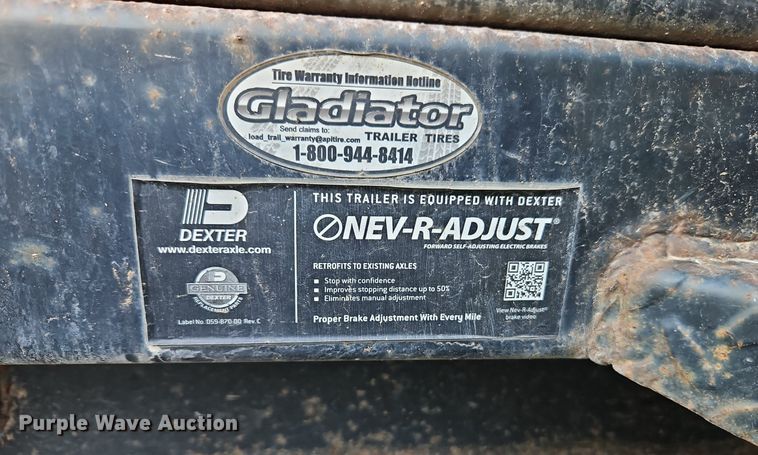 Tire Warranty Information Hotline
Gladiator
TRAILER TIRES
Send claims to:
load_trail_warranty@apitire.com
1-800-944-8414
DEXTER
www.dexteraxle.com
GENUINE
DEXTER
REPLACEMENT PARTS
Label No. 059-870-00 Rev. C
THIS TRAILER IS EQUIPPED WITH DEXTER
NEV-R-ADJUST®
FORWARD SELF-ADJUSTING ELECTRIC BRAKES
RETROFITS TO EXISTING AXLES
• Stop with confidence
• Improves stopping distance up to 50%
• Eliminates manual adjustment
Proper Brake Adjustment With Every Mile
View Nev-R-Adjust®
brake video
Purple Wave Auction